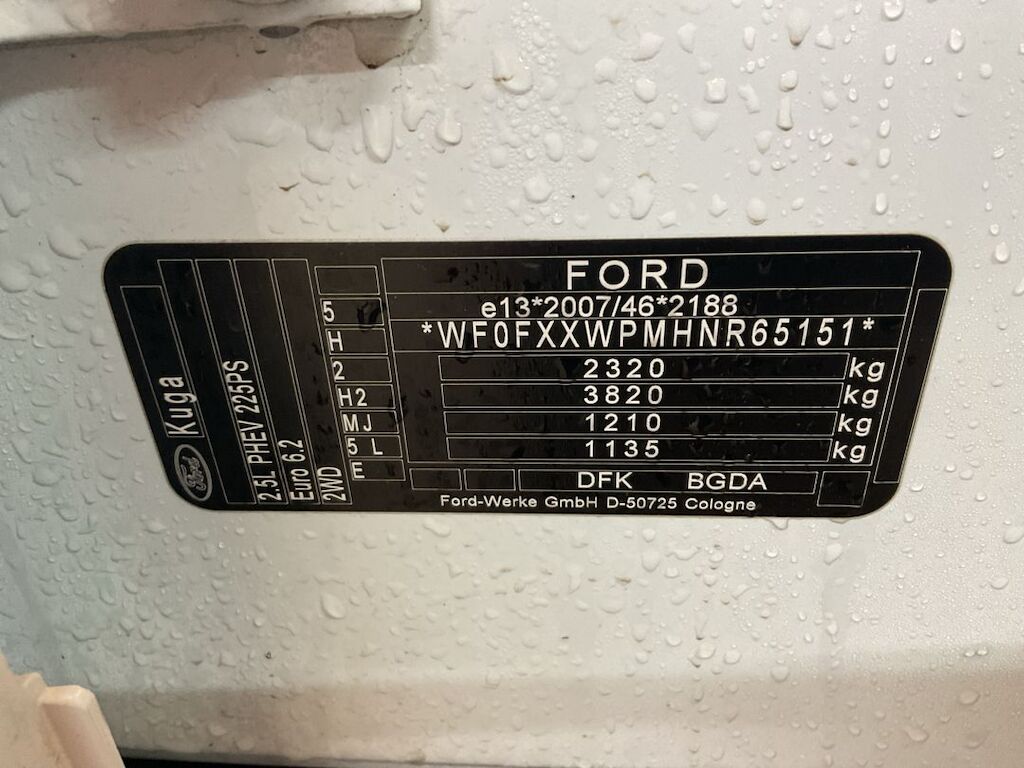 FORD
e13*2007/46*2188
*WF0FXXWPMHNR65151*
2320 kg
3820 kg
1210 kg
1135 kg
DFK BGDA
Ford-Werke GmbH D-50725 Cologne
5
H
2
H2
MJ
5 L
E
2WD
Euro 6.2
2.5L PHEV 225PS
Kuga
Ford